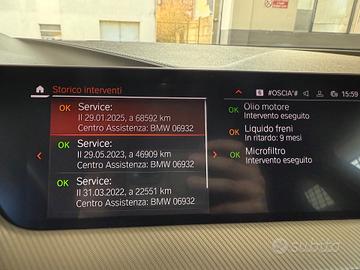 Storico interventi
#OSCIA'#
15:59
OK Service:
Il 29.01.2025, a 68592 km
Centro Assistenza: BMW 06932
OK Service:
Il 29.05.2023, a 46909 km
Centro Assistenza: BMW 06932
OK Service:
Il 31.03.2022, a 22551 km
Centro Assistenza: BMW 06932
OK Olio motore
Intervento eseguito
OK Liquido freni
In ritardo: 9 mesi
OK Microfiltro
Intervento eseguito
subito